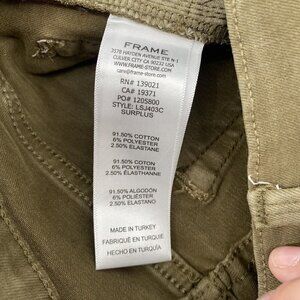 FRAME
3578 HAYDEN AVENUE STE N-1
CULVER CITY CA 90232 USA
FRAME-STORE.COM
care@frame-store.com
RN# 139021
CA# 19371
PO# 1205800
STYLE: LSJ403C
SURPLUS
91.50% COTTON
6% POLYESTER
2.50% ELASTANE
91.50% COTON
6% POLYESTER
2.50% ÉLASTHANNE
91.50% ALGODÓN
6% POLIÉSTER
2.50% ELASTANO
MADE IN TURKEY
FABRIQUÉ EN TURQUIE
HECHO EN TURQUÍA